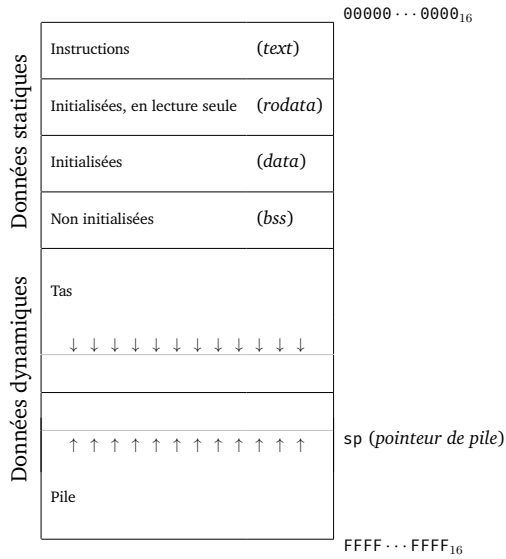 00000···0000₁₆
Données statiques
Instructions (text)
Initialisées, en lecture seule (rodata)
Initialisées (data)
Non initialisées (bss)
Données dynamiques
Tas
↓ ↓ ↓ ↓ ↓ ↓ ↓ ↓ ↓ ↓ ↓ ↓
sp (pointeur de pile)
↑ ↑ ↑ ↑ ↑ ↑ ↑ ↑ ↑ ↑ ↑ ↑
Pile
FFFF···FFFF₁₆